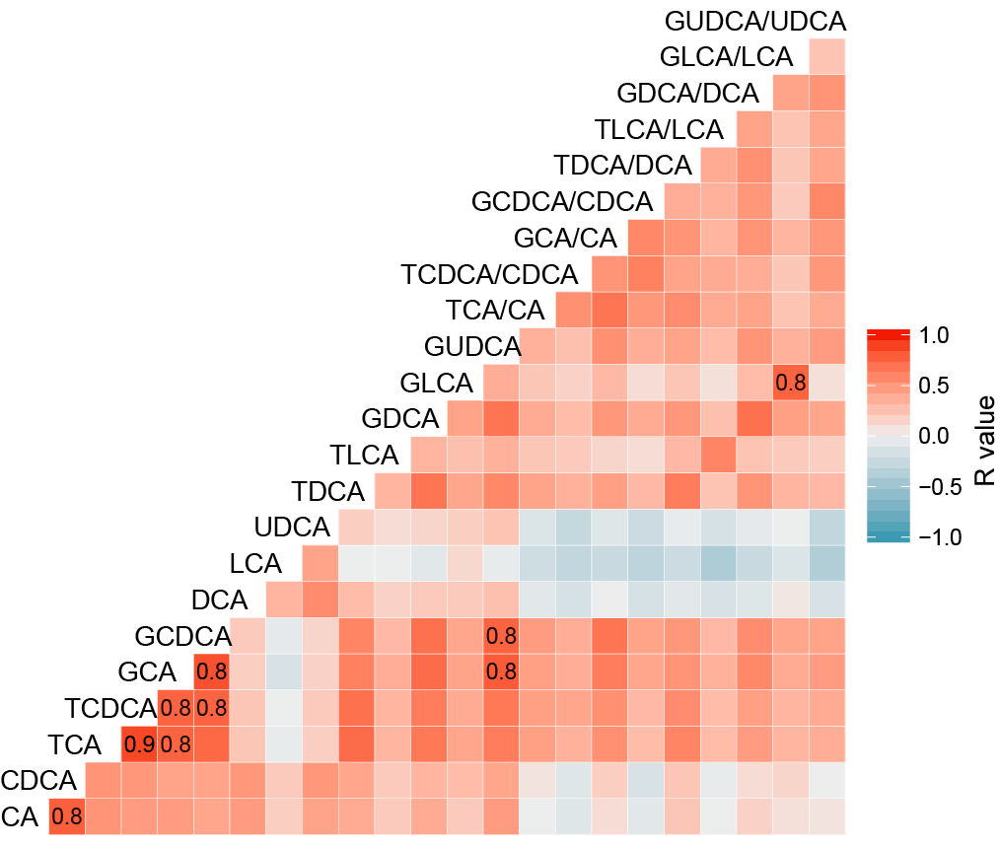 GUDCA/UDCA
GLCA/LCA
GDCA/DCA
TLCA/LCA
TDCA/DCA
GCDCA/CDCA
GCA/CA
TCDCA/CDCA
TCA/CA
GUDCA
GLCA 0.8
GDCA
TLCA
TDCA
UDCA
LCA
DCA
GCDCA 0.8
GCA 0.8 0.8
TCDCA 0.8 0.8
TCA 0.9 0.8
CDCA
CA 0.8
1.0
0.5
0.0
−0.5
−1.0
R value